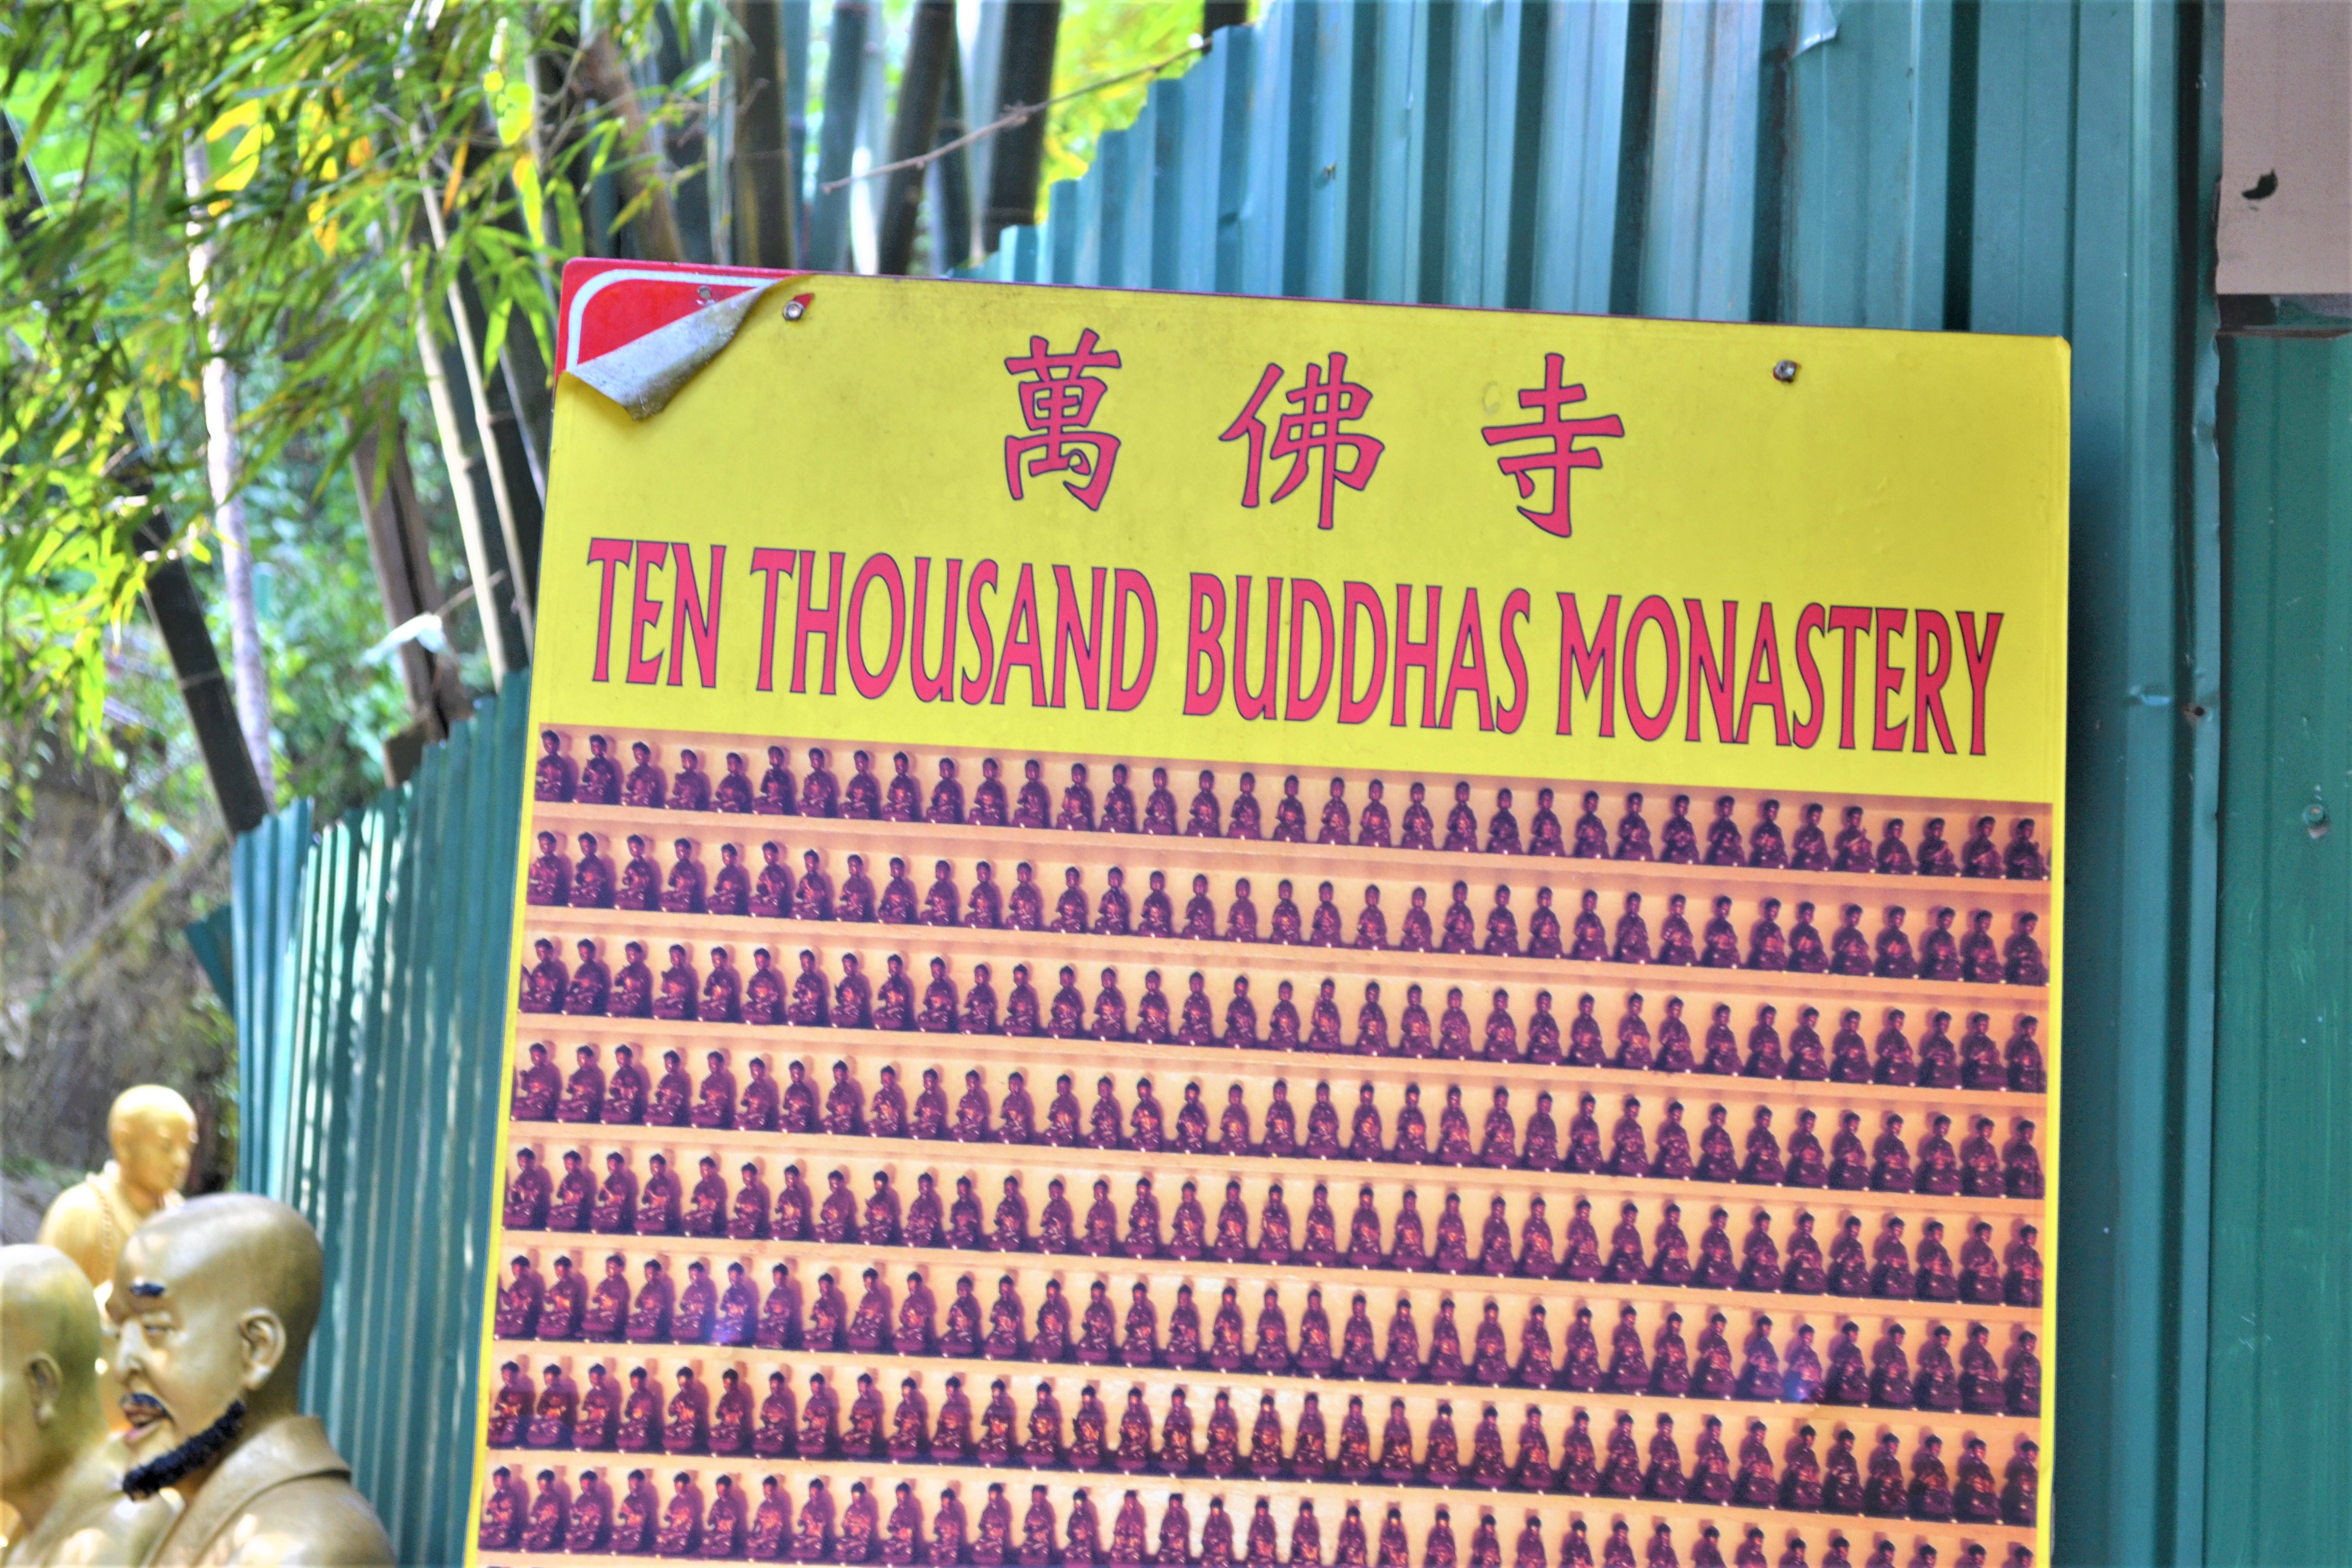 萬佛寺
TEN THOUSAND BUDDHAS MONASTERY